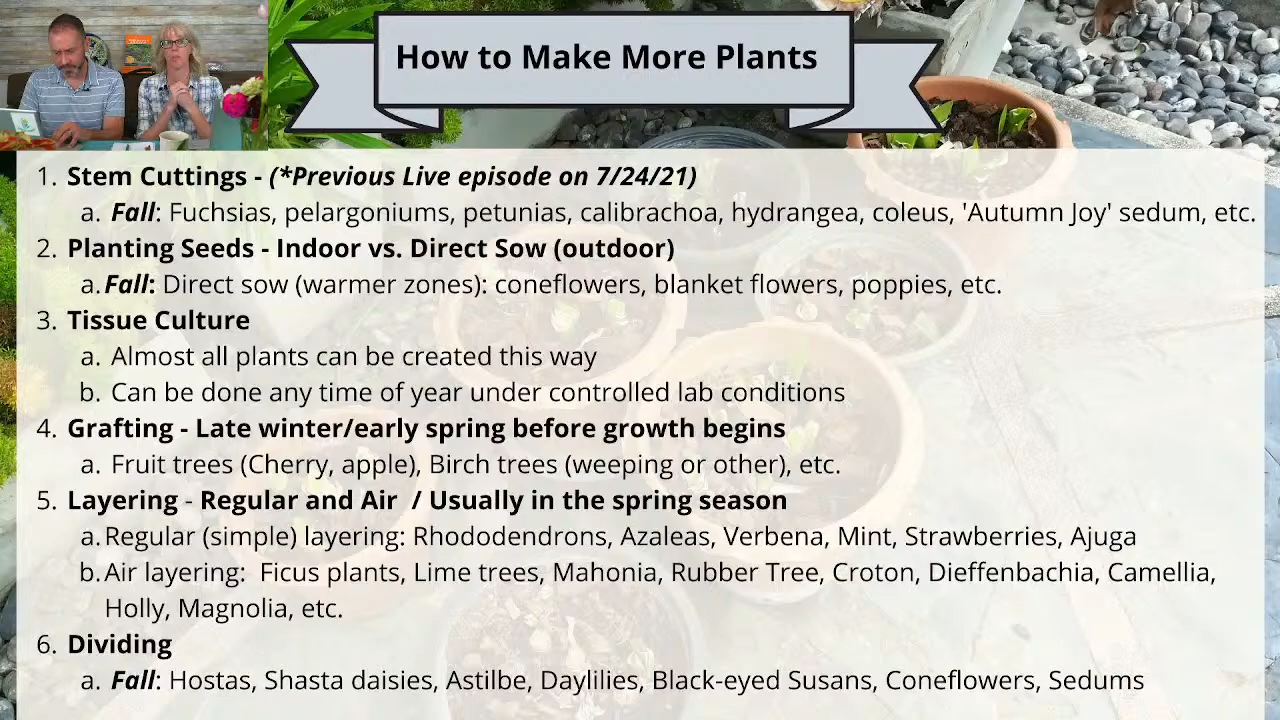 How to Make More Plants
1. Stem Cuttings - (*Previous Live episode on 7/24/21)
a. Fall: Fuchsias, pelargoniums, petunias, calibrachoa, hydrangea, coleus, 'Autumn Joy' sedum, etc.
2. Planting Seeds - Indoor vs. Direct Sow (outdoor)
a. Fall: Direct sow (warmer zones): coneflowers, blanket flowers, poppies, etc.
3. Tissue Culture
a. Almost all plants can be created this way
b. Can be done any time of year under controlled lab conditions
4. Grafting - Late winter/early spring before growth begins
a. Fruit trees (Cherry, apple), Birch trees (weeping or other), etc.
5. Layering - Regular and Air / Usually in the spring season
a. Regular (simple) layering: Rhododendrons, Azaleas, Verbena, Mint, Strawberries, Ajuga
b. Air layering: Ficus plants, Lime trees, Mahonia, Rubber Tree, Croton, Dieffenbachia, Camellia,
Holly, Magnolia, etc.
6. Dividing
a. Fall: Hostas, Shasta daisies, Astilbe, Daylilies, Black-eyed Susans, Coneflowers, Sedums